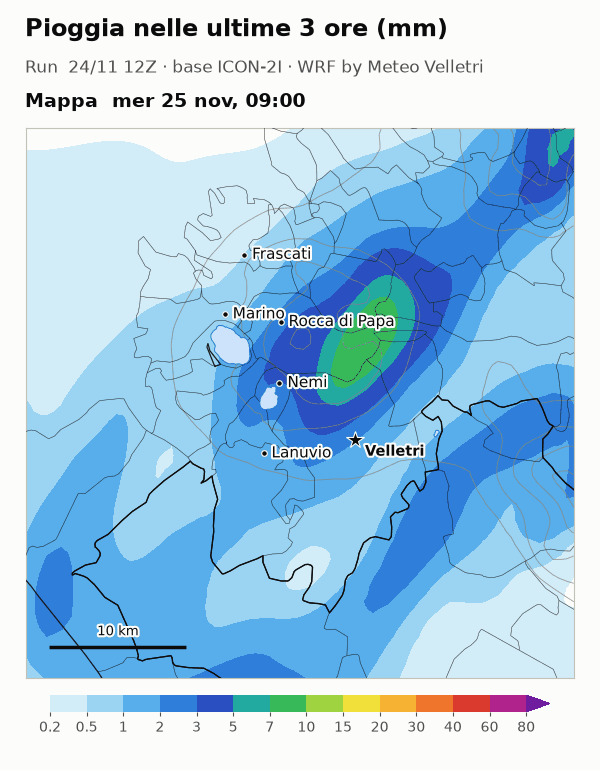 Pioggia nelle ultime 3 ore (mm)
Run  24/11 12Z · base ICON-2I · WRF by Meteo Velletri
Mappa  mer 25 nov, 09:00
Frascati
Marino
Rocca di Papa
Nemi
Velletri
Lanuvio
10 km
0.2 0.5 1 2 3 5 7 10 15 20 30 40 60 80